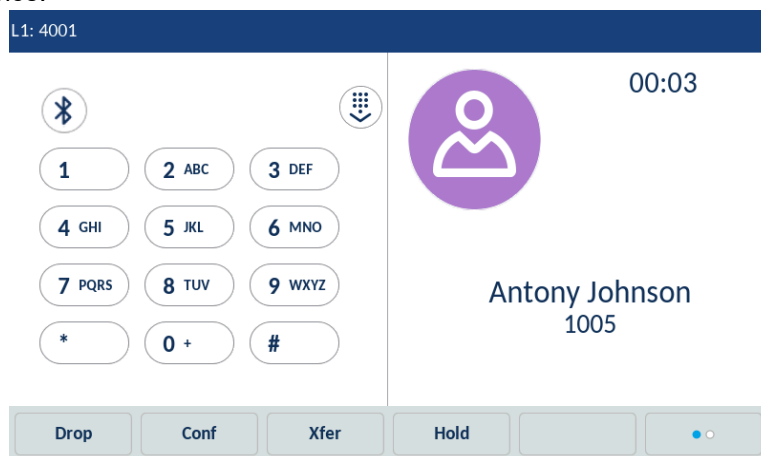 L1: 4001
00:03
1
2 ABC
3 DEF
4 GHI
5 JKL
6 MNO
7 PQRS
8 TUV
9 WXYZ
*
0 +
#
Antony Johnson
1005
Drop
Conf
Xfer
Hold